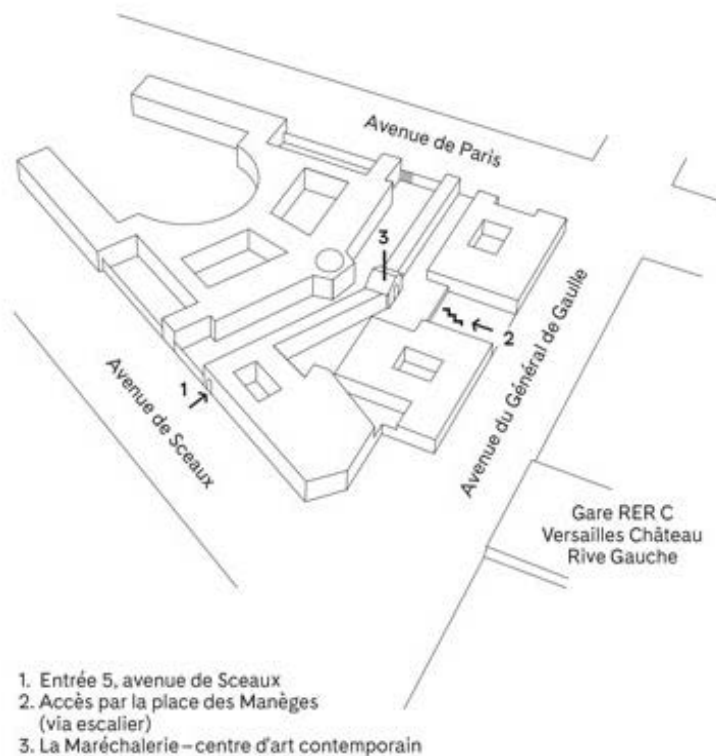 Avenue de Paris
3
2
Avenue du Général de Gaulle
1
Avenue de Sceaux
Gare RER C
Versailles Château
Rive Gauche
1. Entrée 5, avenue de Sceaux
2. Accès par la place des Manèges
(via escalier)
3. La Maréchalerie – centre d'art contemporain